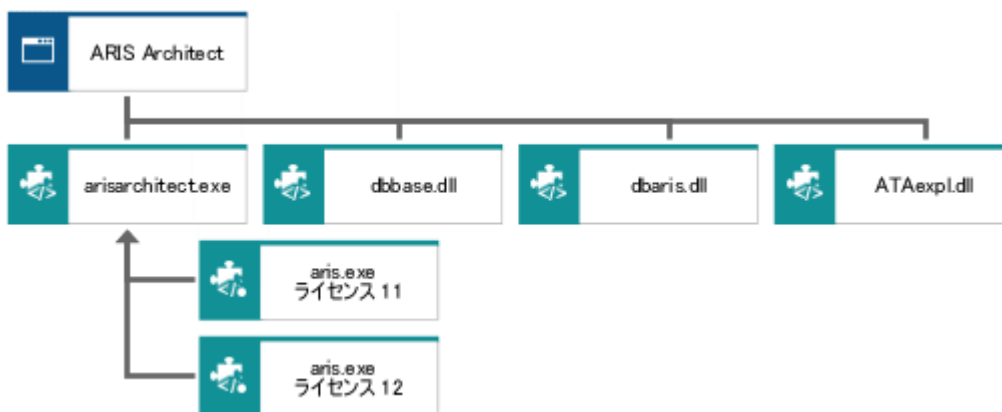 ARIS Architect
arisarchitect.exe
dbbase.dll
dbaris.dll
ATAexpl.dll
aris.exe
ライセンス 11
aris.exe
ライセンス 12